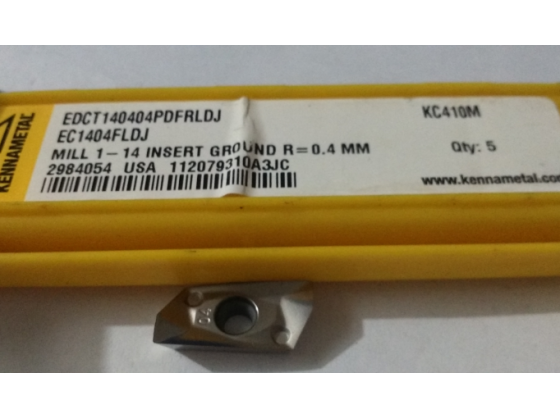 KENNAMETAL
EDCT140404PDFRLDJ
KC410M
EC1404FLDJ
MILL 1-14 INSERT GROUND R=0.4 MM
Qty: 5
2984054 USA 112079310A3JC
www.kennametal.com
04